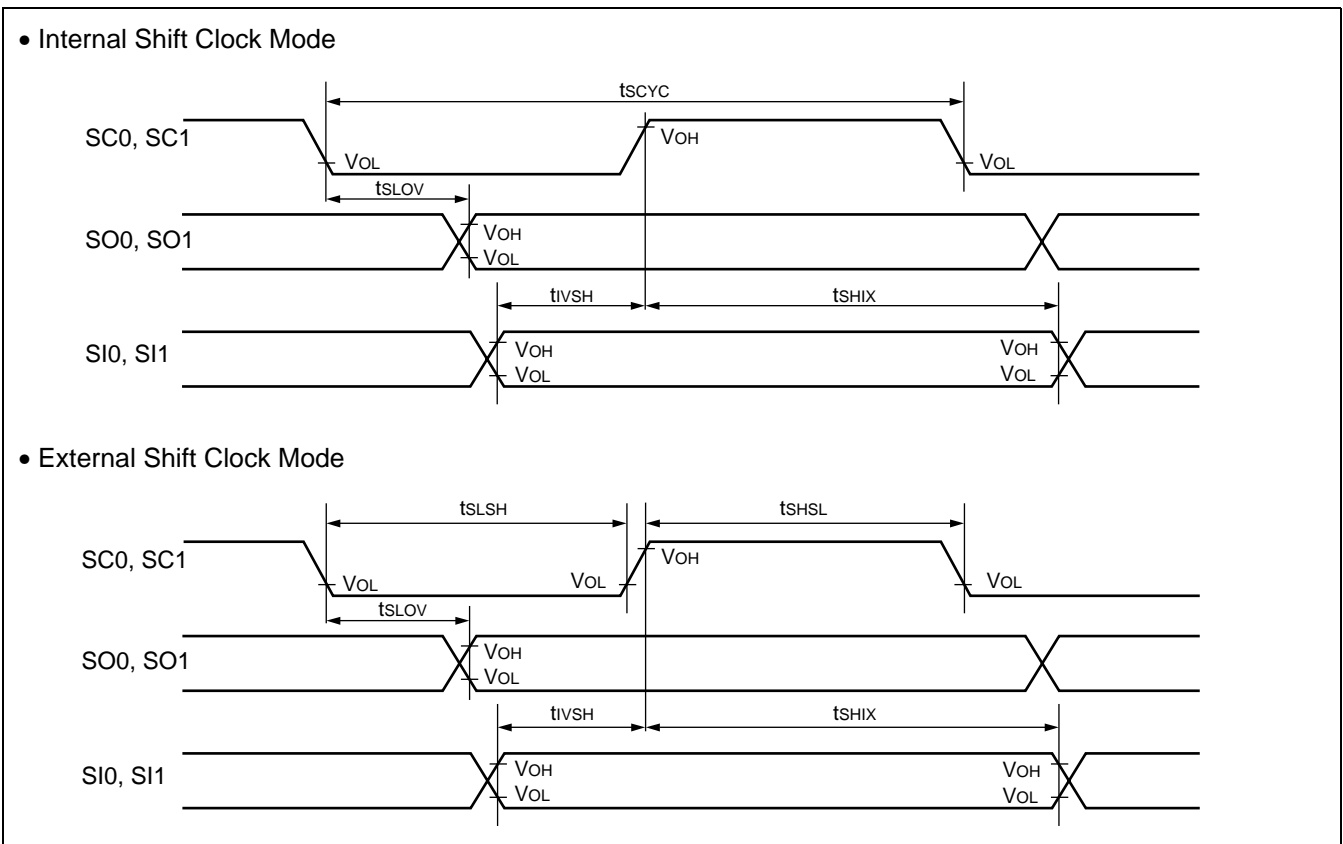 • Internal Shift Clock Mode
tSCYC
SC0, SC1
VOH
VOL
VOL
tSLOV
SO0, SO1
VOH
VOL
tIVSH
tSHIX
SI0, SI1
VOH
VOH
VOL
VOL
• External Shift Clock Mode
tSLSH
tSHSL
SC0, SC1
VOH
VOL
VOL
VOL
tSLOV
SO0, SO1
VOH
VOL
tIVSH
tSHIX
SI0, SI1
VOH
VOH
VOL
VOL